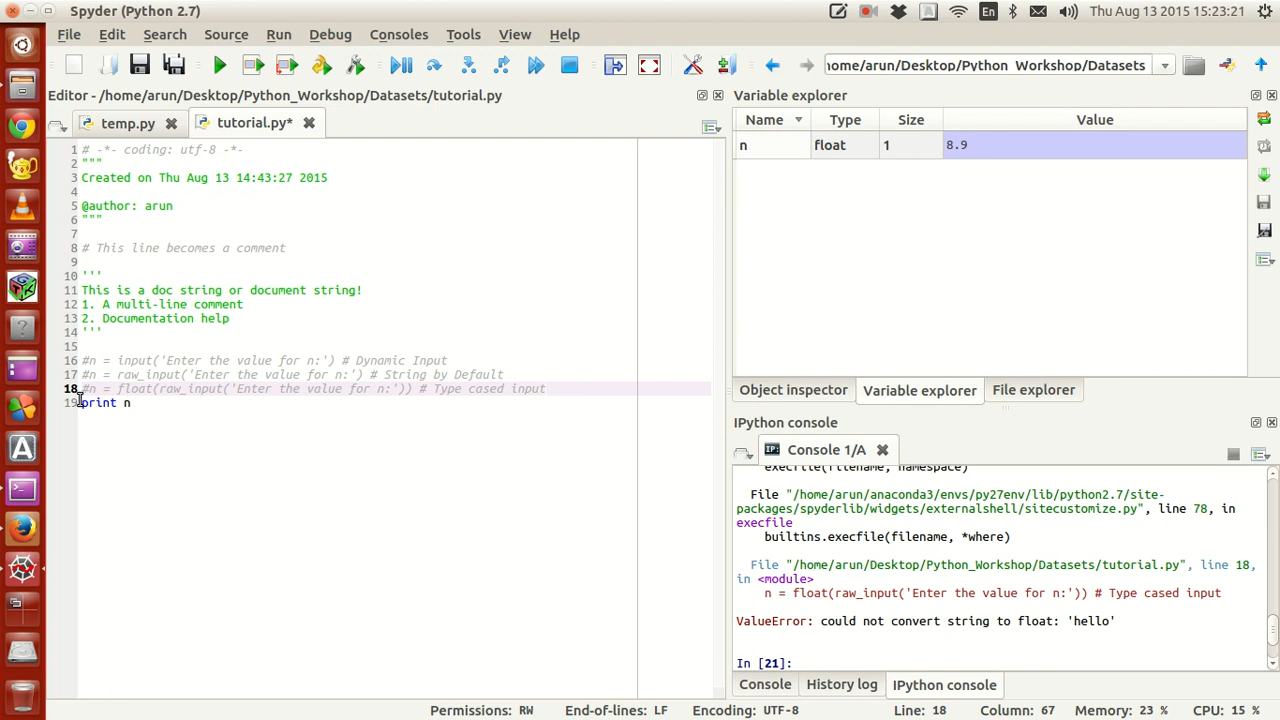 Spyder (Python 2.7)
En
Thu Aug 13 2015 15:23:21
File Edit Search Source Run Debug Consoles Tools View Help
home/arun/Desktop/Python_Workshop/Datasets
Editor - /home/arun/Desktop/Python_Workshop/Datasets/tutorial.py
temp.py
tutorial.py*
1 # -*- coding: utf-8 -*-
2 """
3 Created on Thu Aug 13 14:43:27 2015
4
5 @author: arun
6 """
7
8 # This line becomes a comment
9
10 '''
11 This is a doc string or document string!
12 1. A multi-line comment
13 2. Documentation help
14 '''
15
16 #n = input('Enter the value for n:') # Dynamic Input
17 #n = raw_input('Enter the value for n:') # String by Default
18 #n = float(raw_input('Enter the value for n:')) # Type cased input
19 print n
Variable explorer
Name Type Size Value
n float 1 8.9
Object inspector Variable explorer File explorer
IPython console
Console 1/A
execfile(filename, namespace)
File "/home/arun/anaconda3/envs/py27env/lib/python2.7/site-
packages/spyderlib/widgets/externalshell/sitecustomize.py", line 78, in
execfile
builtins.execfile(filename, *where)
File "/home/arun/Desktop/Python_Workshop/Datasets/tutorial.py", line 18,
in <module>
n = float(raw_input('Enter the value for n:')) # Type cased input
ValueError: could not convert string to float: 'hello'
In [21]:
Console History log IPython console
Permissions: RW End-of-lines: LF Encoding: UTF-8 Line: 18 Column: 67 Memory: 23 % CPU: 15 %